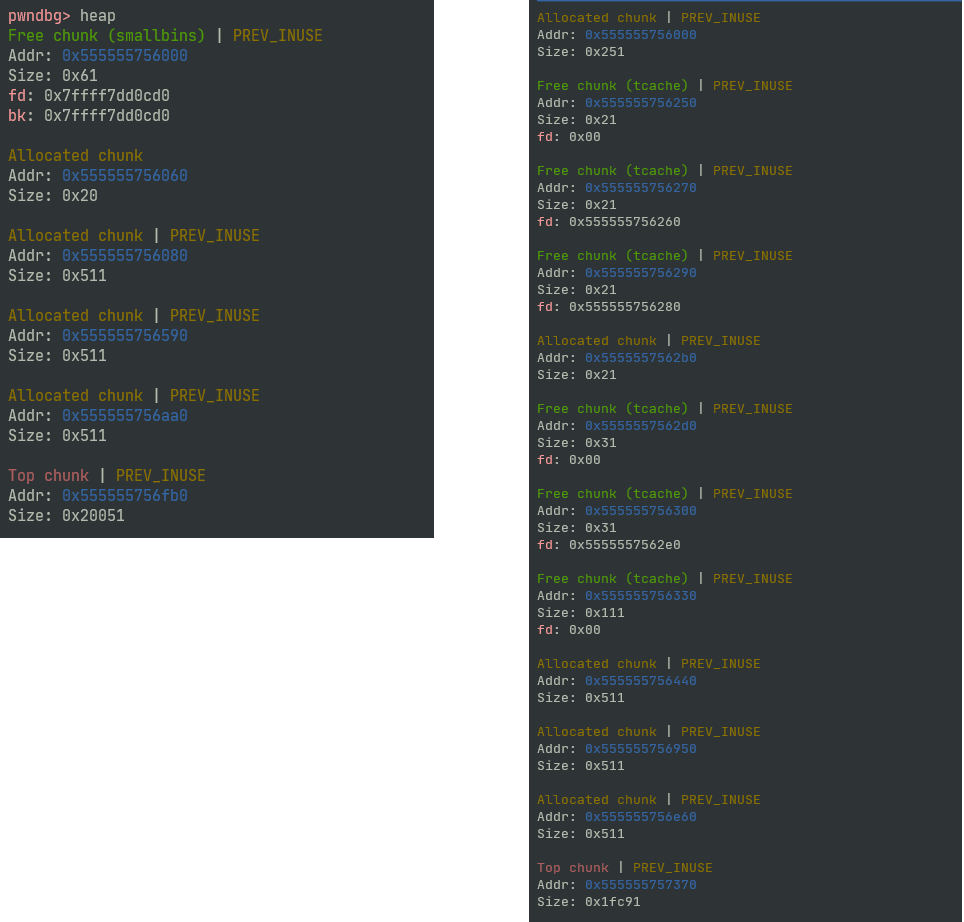 pwndbg> heap
Free chunk (smallbins) | PREV_INUSE
Addr: 0x555555756000
Size: 0x61
fd: 0x7ffff7dd0cd0
bk: 0x7ffff7dd0cd0
Allocated chunk
Addr: 0x555555756060
Size: 0x20
Allocated chunk | PREV_INUSE
Addr: 0x555555756080
Size: 0x511
Allocated chunk | PREV_INUSE
Addr: 0x555555756590
Size: 0x511
Allocated chunk | PREV_INUSE
Addr: 0x555555756aa0
Size: 0x511
Top chunk | PREV_INUSE
Addr: 0x555555756fb0
Size: 0x20051
Allocated chunk | PREV_INUSE
Addr: 0x555555756000
Size: 0x251
Free chunk (tcache) | PREV_INUSE
Addr: 0x555555756250
Size: 0x21
fd: 0x00
Free chunk (tcache) | PREV_INUSE
Addr: 0x555555756270
Size: 0x21
fd: 0x555555756260
Free chunk (tcache) | PREV_INUSE
Addr: 0x555555756290
Size: 0x21
fd: 0x555555756280
Allocated chunk | PREV_INUSE
Addr: 0x5555557562b0
Size: 0x21
Free chunk (tcache) | PREV_INUSE
Addr: 0x5555557562d0
Size: 0x31
fd: 0x00
Free chunk (tcache) | PREV_INUSE
Addr: 0x555555756300
Size: 0x31
fd: 0x5555557562e0
Free chunk (tcache) | PREV_INUSE
Addr: 0x555555756330
Size: 0x111
fd: 0x00
Allocated chunk | PREV_INUSE
Addr: 0x555555756440
Size: 0x511
Allocated chunk | PREV_INUSE
Addr: 0x555555756950
Size: 0x511
Allocated chunk | PREV_INUSE
Addr: 0x555555756e60
Size: 0x511
Top chunk | PREV_INUSE
Addr: 0x555555757370
Size: 0x1fc91